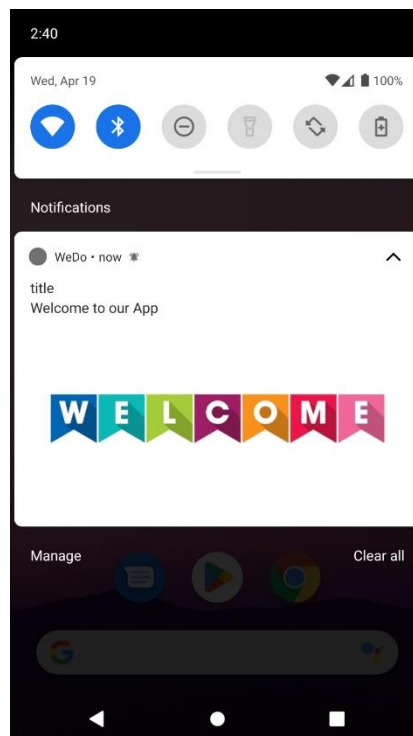 2:40
Wed, Apr 19 100%
Notifications
WeDo • now
title
Welcome to our App
WELCOME
Manage Clear all